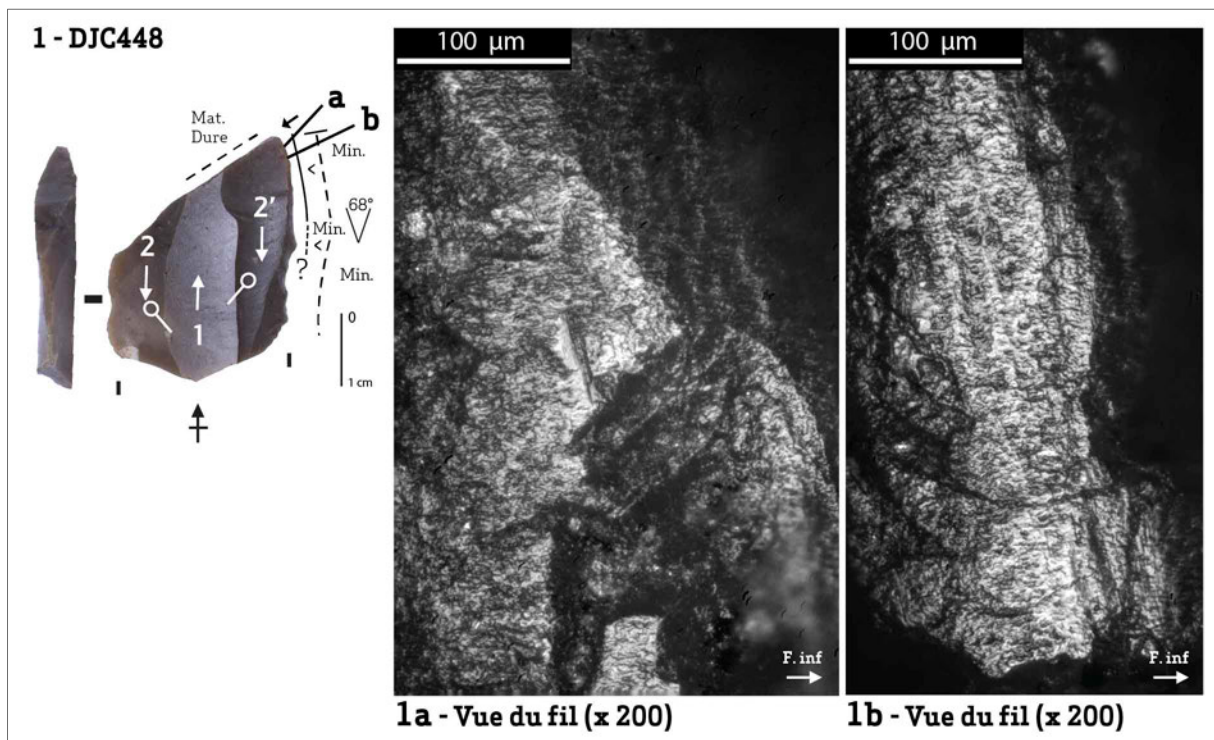 1 - DJC448
Mat.
Dure
a
b
Min.
68°
2'
2
Min.
?
Min.
1
0
1 cm
100 µm
F. inf
1a - Vue du fil (x 200)
100 µm
F. inf
1b - Vue du fil (x 200)